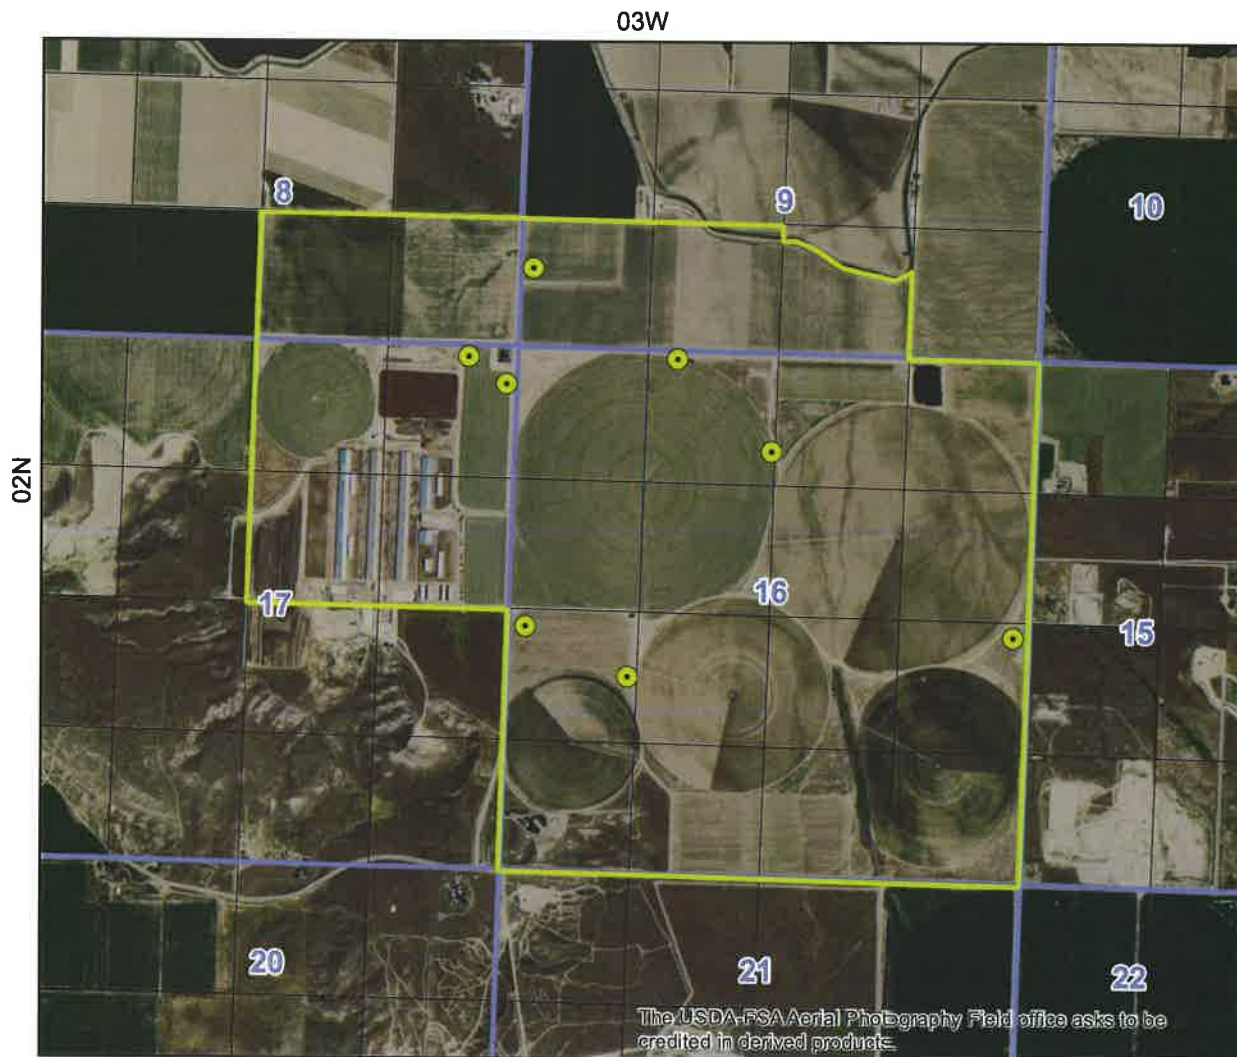 03W
8
9
10
02N
17
16
15
20
21
22
The USDA-FSA Aerial Photography Field office asks to be
credited in derived products.